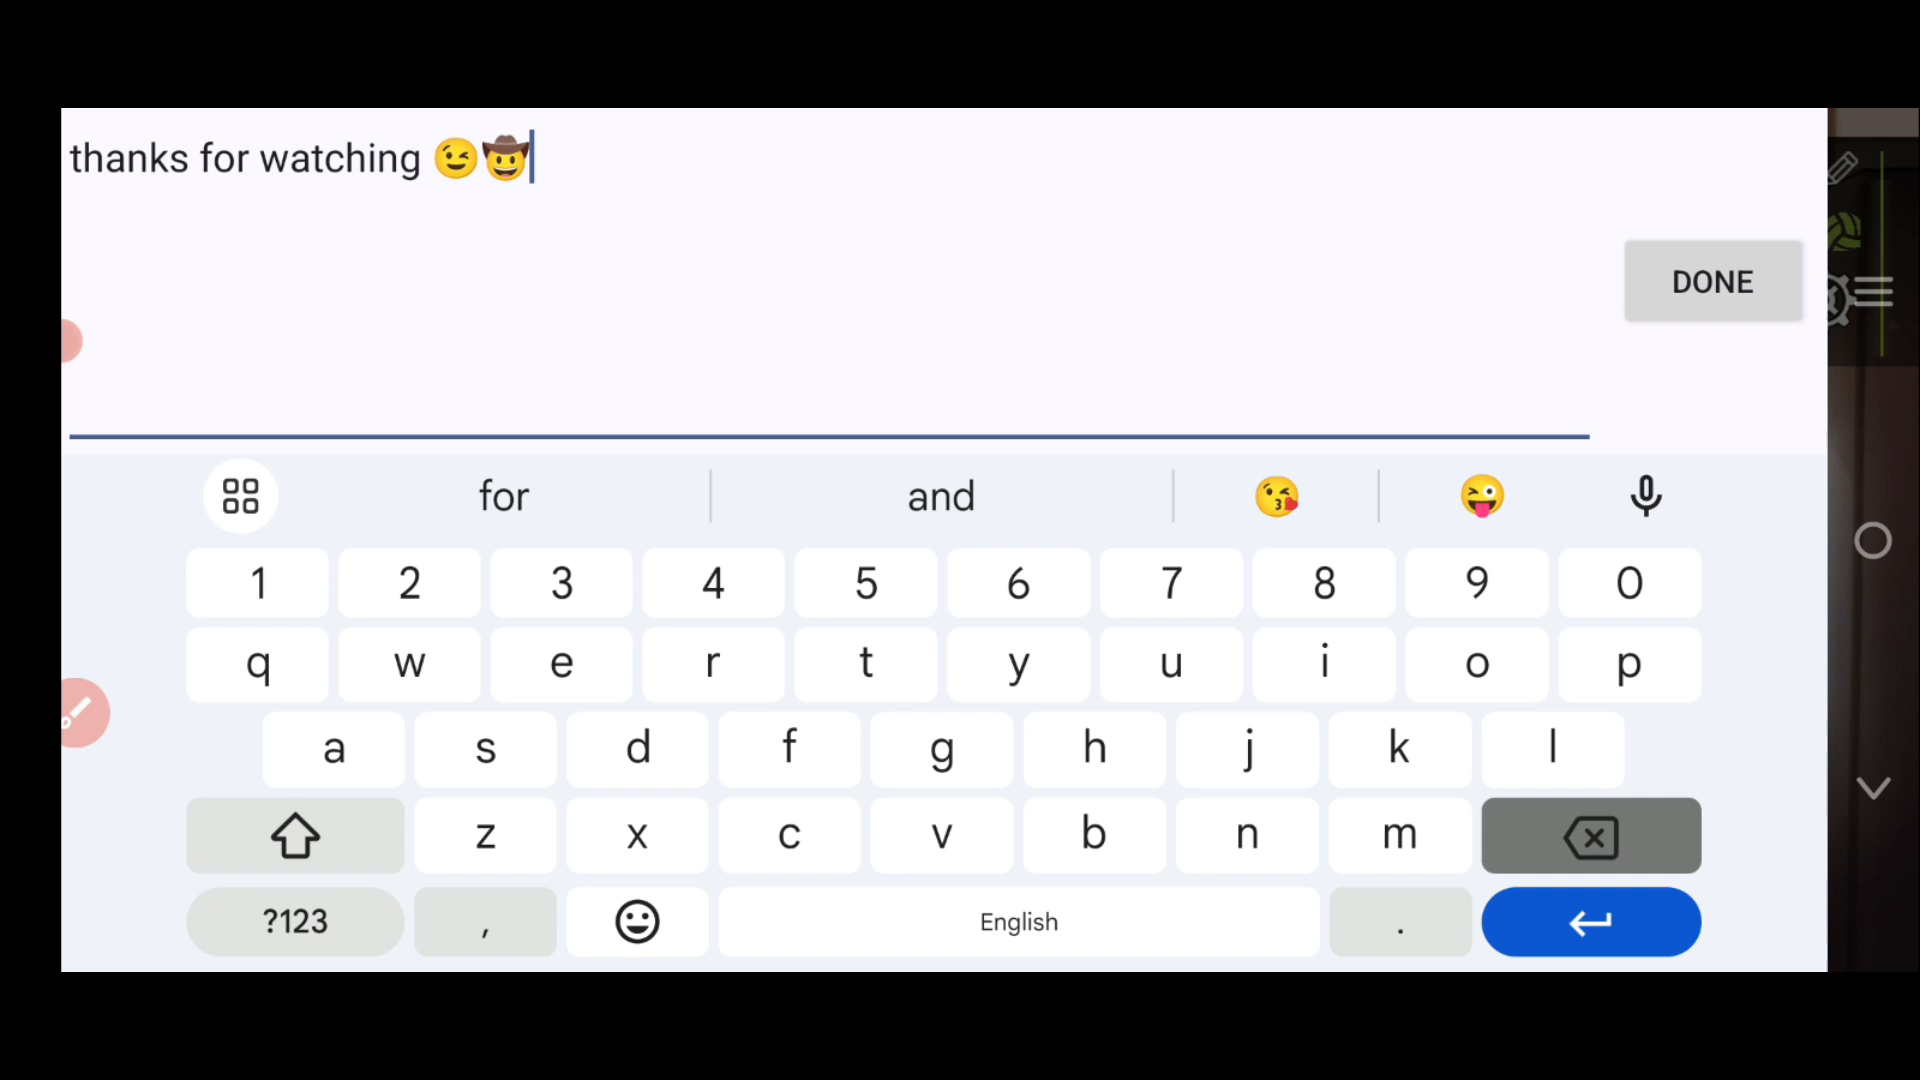 thanks for watching 😉🤠
DONE
for and 😘 😜
1 2 3 4 5 6 7 8 9 0
q w e r t y u i o p
a s d f g h j k l
z x c v b n m
?123 , English .